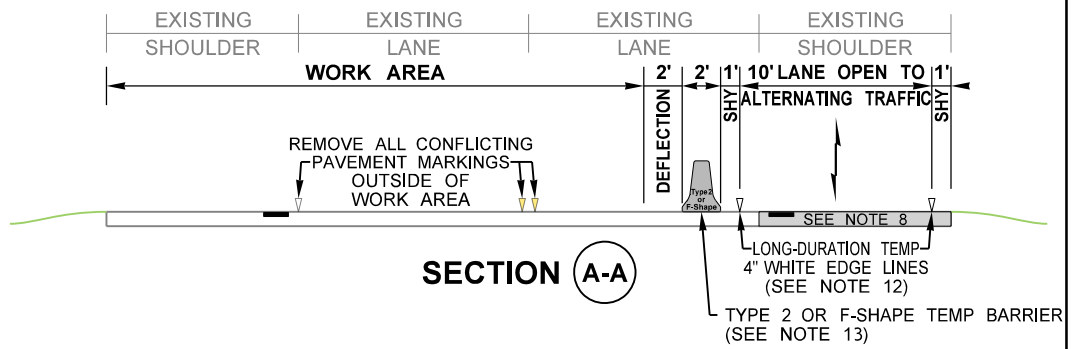 EXISTING EXISTING EXISTING EXISTING
SHOULDER LANE LANE SHOULDER
WORK AREA 2' 2' 1' 10' LANE OPEN TO 1'
DEFLECTION
SHY
ALTERNATING TRAFFIC
SHY
REMOVE ALL CONFLICTING
PAVEMENT MARKINGS
OUTSIDE OF
WORK AREA
Type2
or
F-Shape
SEE NOTE 8
LONG-DURATION TEMP
4" WHITE EDGE LINES
(SEE NOTE 12)
SECTION A-A
TYPE 2 OR F-SHAPE TEMP BARRIER
(SEE NOTE 13)